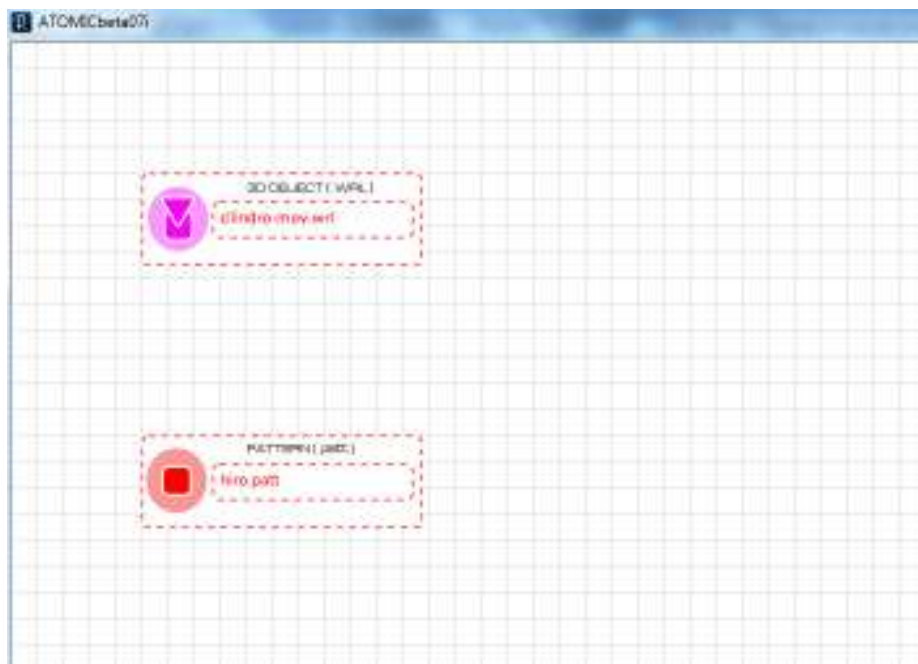 ATOMICbeta07i
3D OBJECT ( .WRL )
cilindro-mov.wrl
PATTERN ( .patt )
hiro.patt